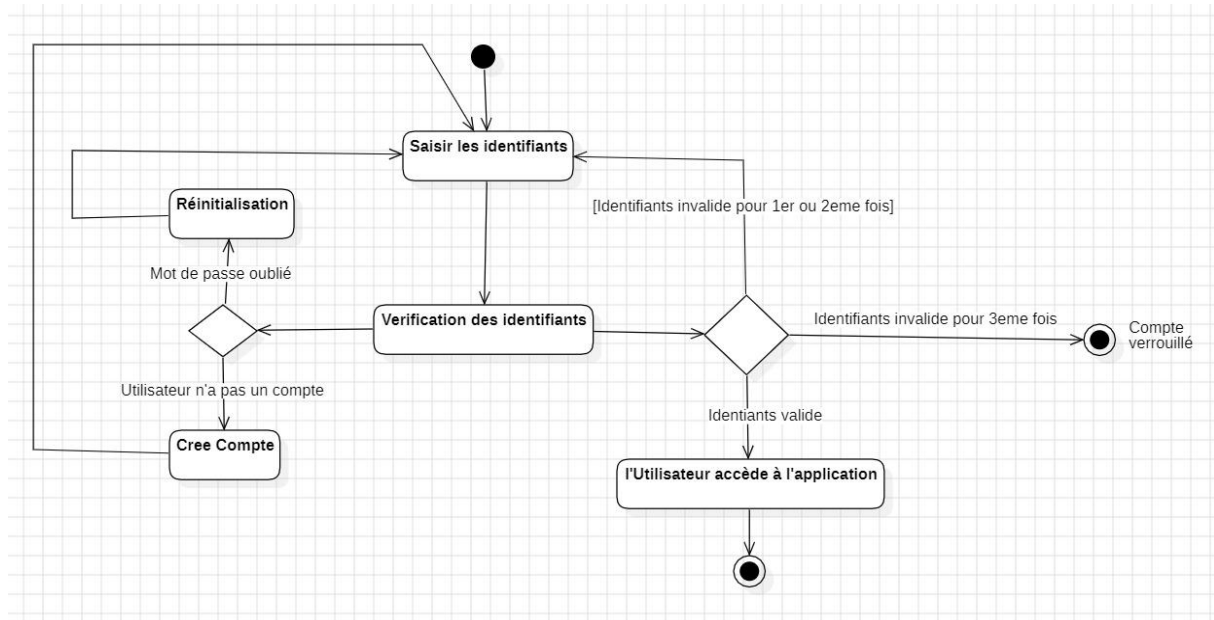 Saisir les identifiants
Réinitialisation
[Identifiants invalide pour 1er ou 2eme fois]
Mot de passe oublié
Verification des identifiants
Identifiants invalide pour 3eme fois
Compte
verrouillé
Utilisateur n'a pas un compte
Identiants valide
Cree Compte
l'Utilisateur accède à l'application